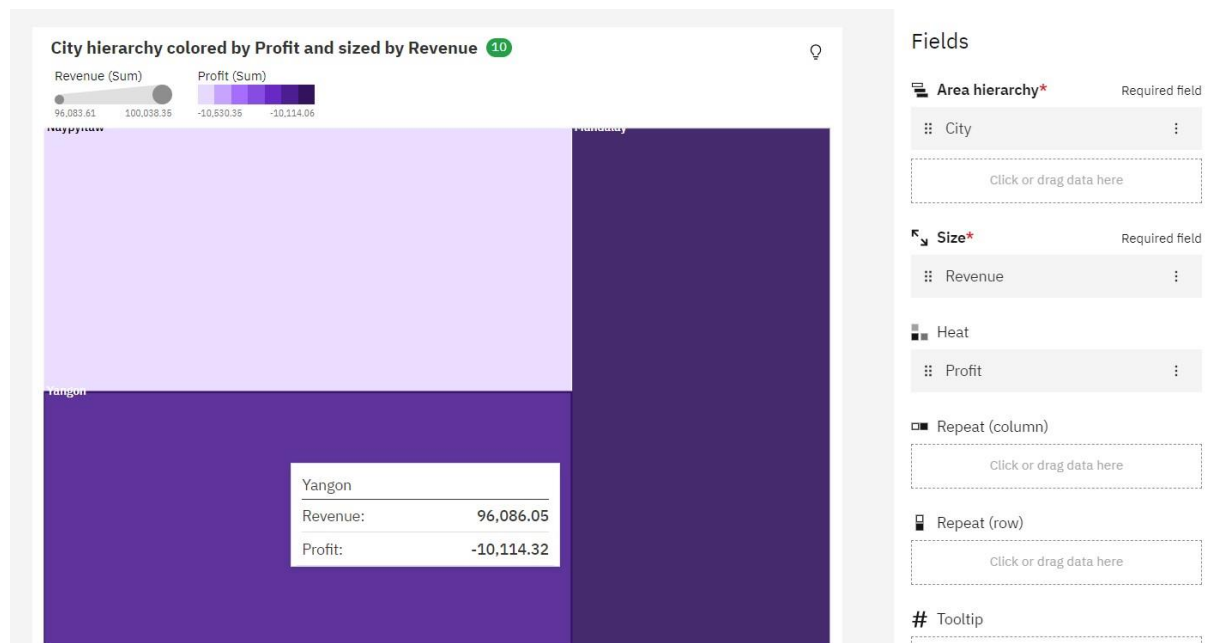 City hierarchy colored by Profit and sized by Revenue 10
Revenue (Sum)
96,083.61 100,038.35
Profit (Sum)
-10,530.35 -10,114.06
Naypyitaw
Mandalay
Yangon
Yangon
Revenue: 96,086.05
Profit: -10,114.32
Fields
Area hierarchy* Required field
City
Click or drag data here
Size* Required field
Revenue
Heat
Profit
Repeat (column)
Click or drag data here
Repeat (row)
Click or drag data here
# Tooltip